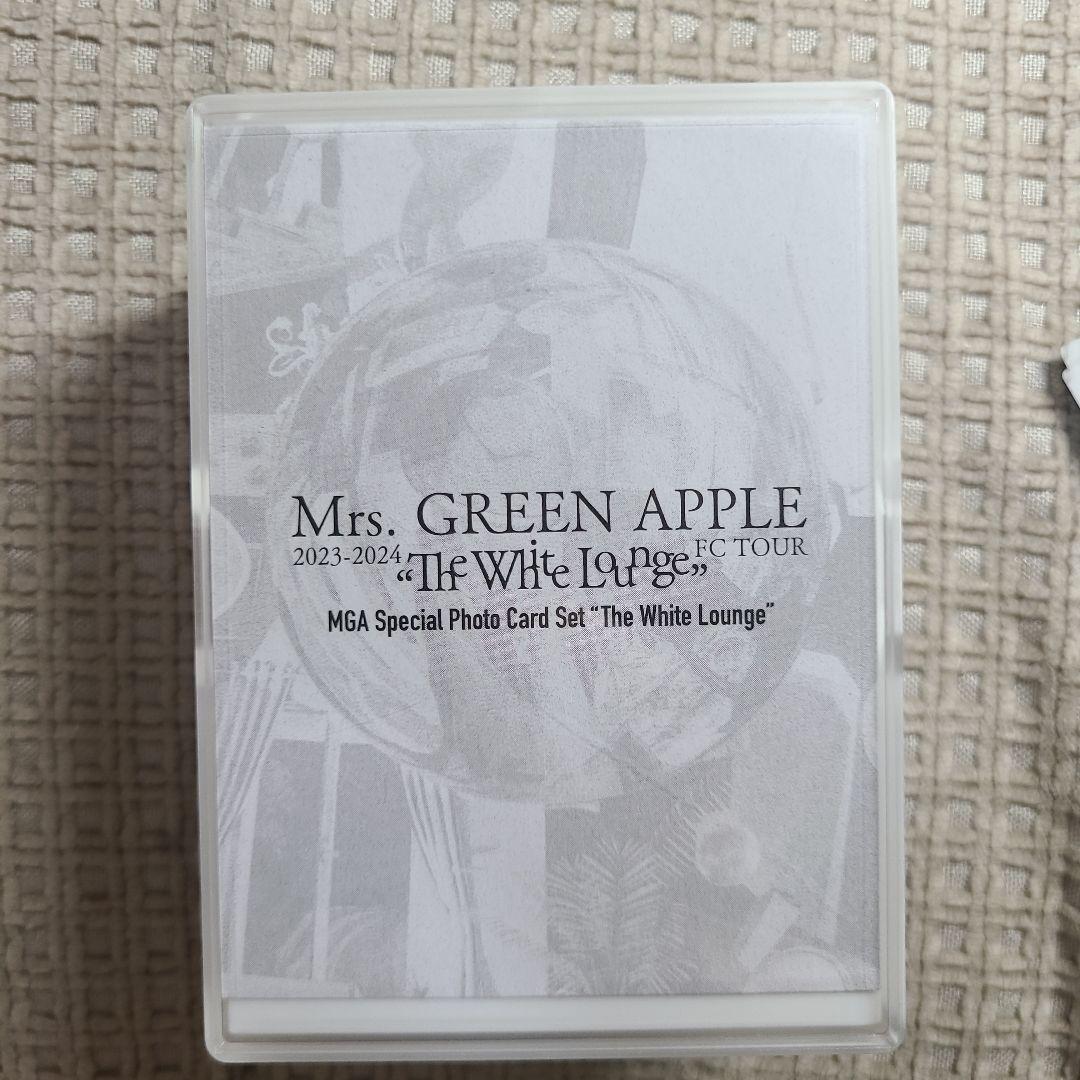 Mrs. GREEN APPLE
2023-2024 “The White Lounge” FC TOUR
MGA Special Photo Card Set “The White Lounge”